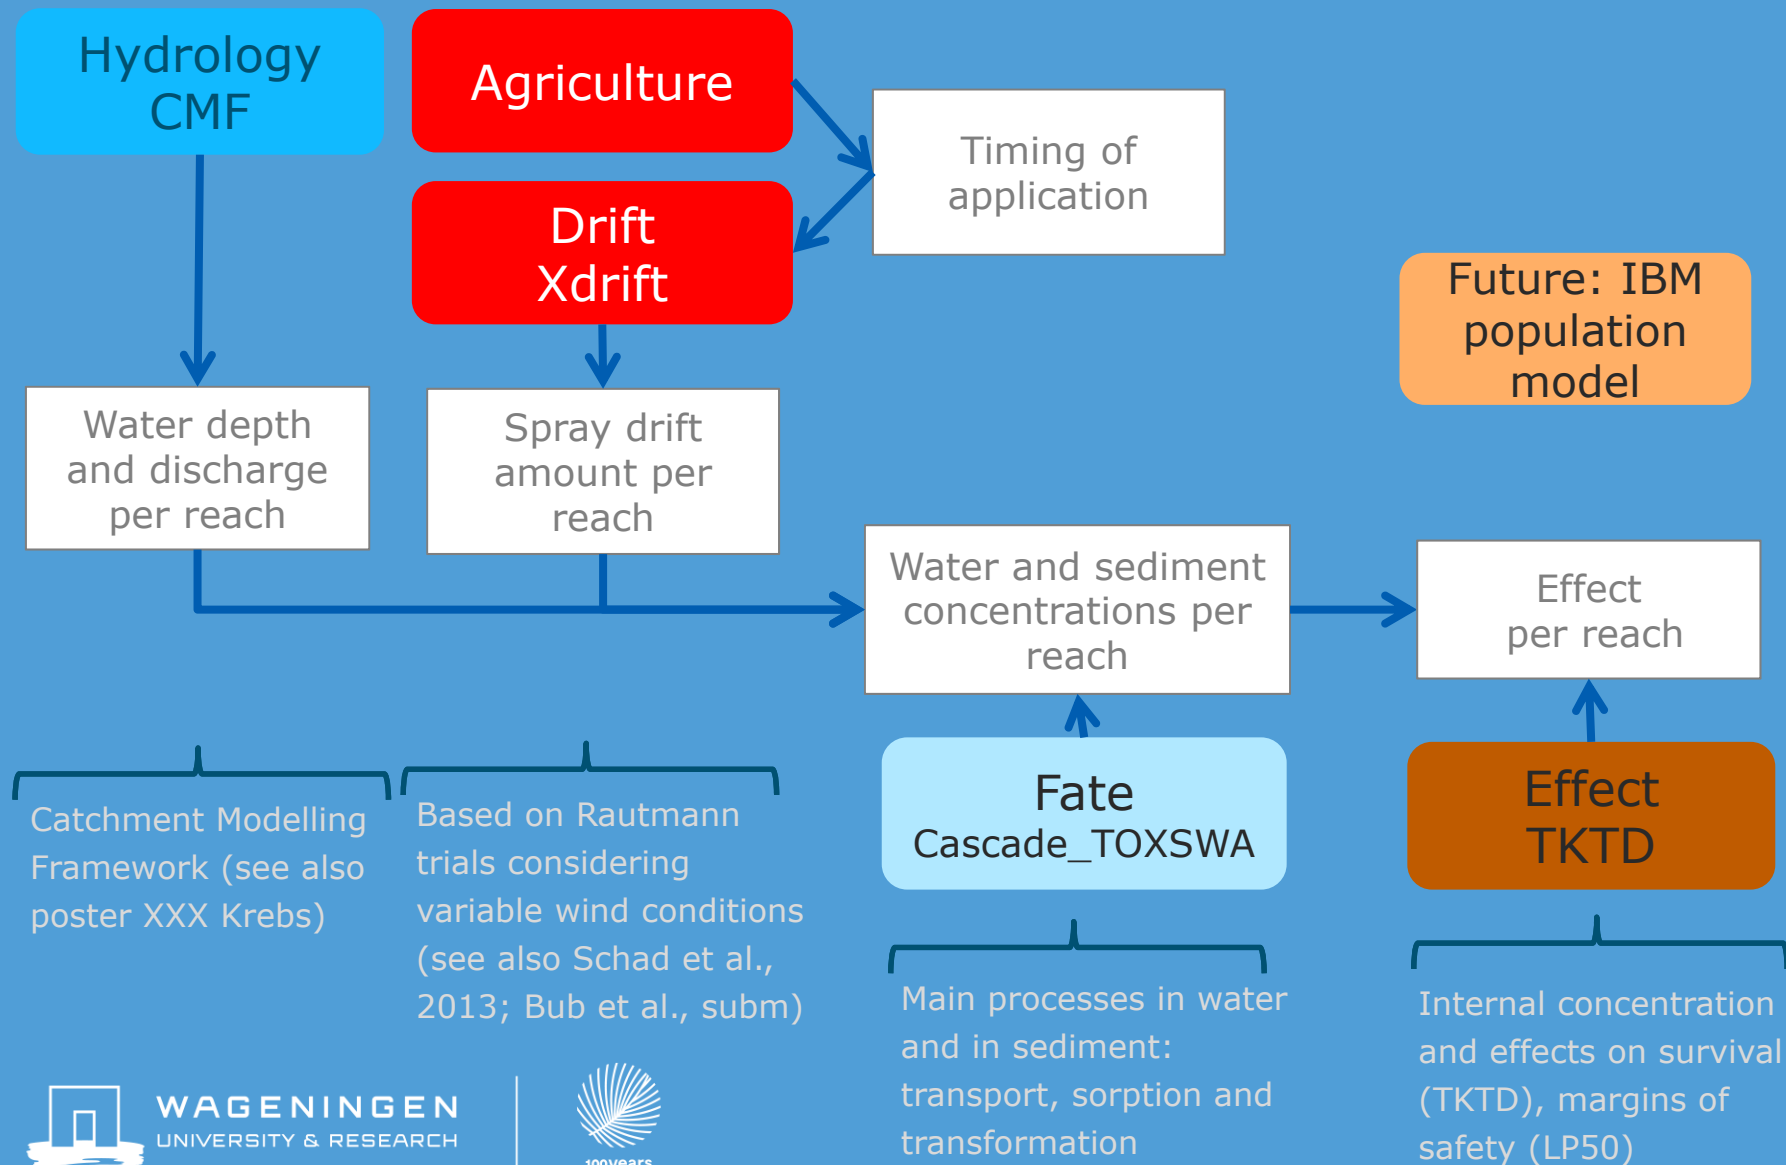 Hydrology
CMF
Agriculture
Timing of
application
Drift
Xdrift
Future: IBM
population
model
Water depth
and discharge
per reach
Spray drift
amount per
reach
Water and sediment
concentrations per
reach
Effect
per reach
Fate
Cascade_TOXSWA
Effect
TKTD
Catchment Modelling
Framework (see also
poster XXX Krebs)
Based on Rautmann
trials considering
variable wind conditions
(see also Schad et al.,
2013; Bub et al., subm)
Main processes in water
and in sediment:
transport, sorption and
transformation
Internal concentration
and effects on survival
(TKTD), margins of
safety (LP50)
WAGENINGEN
UNIVERSITY & RESEARCH
100years